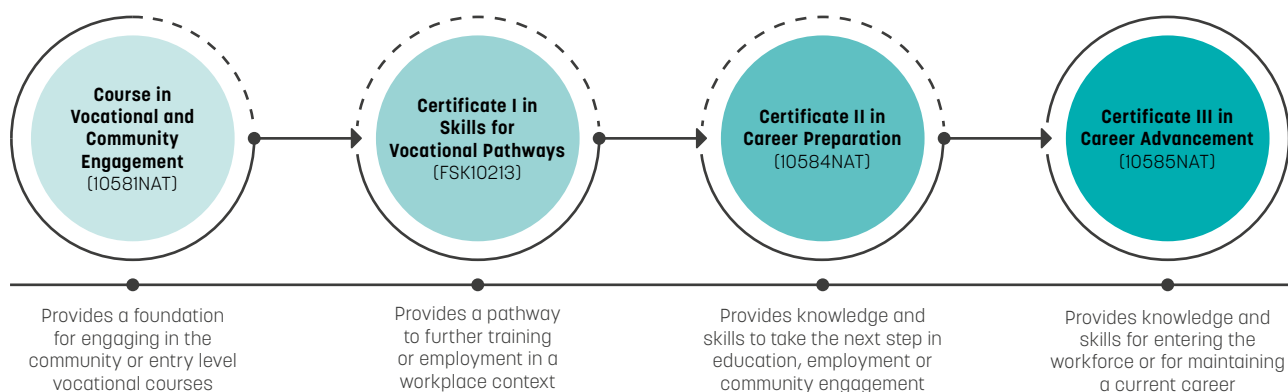 Course in
Vocational and
Community
Engagement
(10581NAT)
Certificate I in
Skills for
Vocational Pathways
(FSK10213)
Certificate II in
Career Preparation
(10584NAT)
Certificate III in
Career Advancement
(10585NAT)
Provides a foundation
for engaging in the
community or entry level
vocational courses
Provides a pathway
to further training
or employment in a
workplace context
Provides knowledge and
skills to take the next step in
education, employment or
community engagement
Provides knowledge and
skills for entering the
workforce or for maintaining
a current career